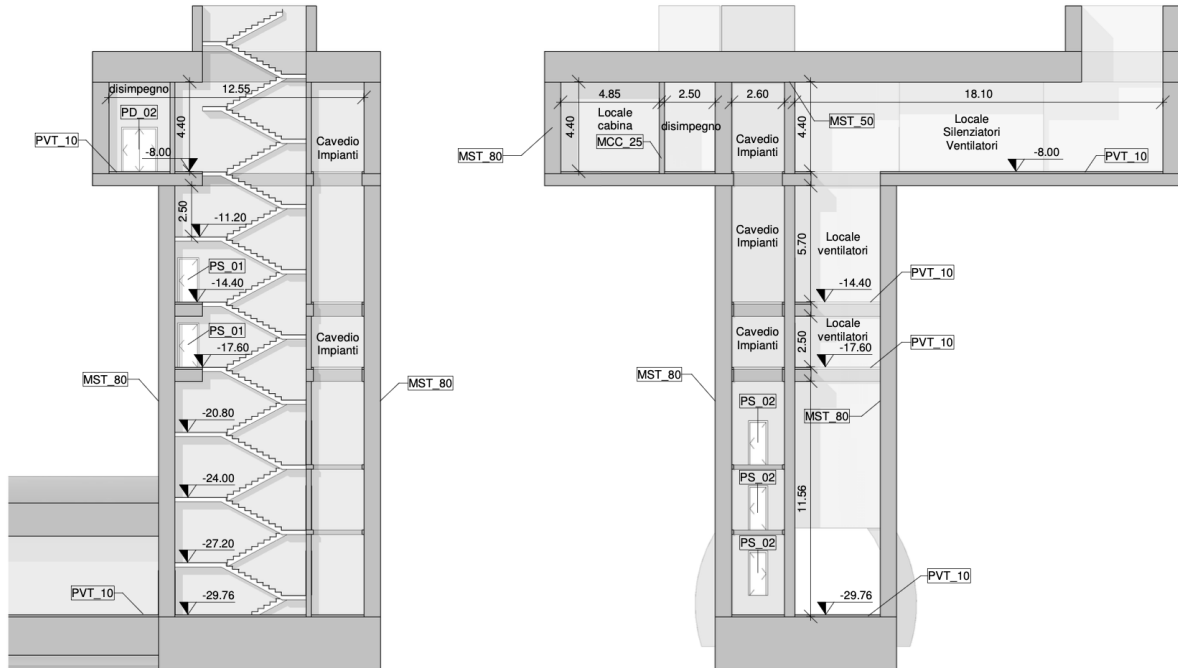 disimpegno
12.55
PD_02
4.40
PVT_10
-8.00
Cavedio
Impianti
2.50
-11.20
PS_01
-14.40
PS_01
-17.60
Cavedio
Impianti
MST_80
MST_80
-20.80
-24.00
-27.20
PVT_10
-29.76
4.85
2.50
2.60
18.10
Locale
cabina
4.40
disimpegno
MCC_25
MST_80
Cavedio
Impianti
4.40
MST_50
Locale
Silenziatori
Ventilatori
-8.00
PVT_10
Cavedio
Impianti
5.70
Locale
ventilatori
-14.40
PVT_10
Cavedio
Impianti
2.50
Locale
ventilatori
-17.60
PVT_10
MST_80
PS_02
MST_80
PS_02
11.56
PS_02
PVT_10
-29.76